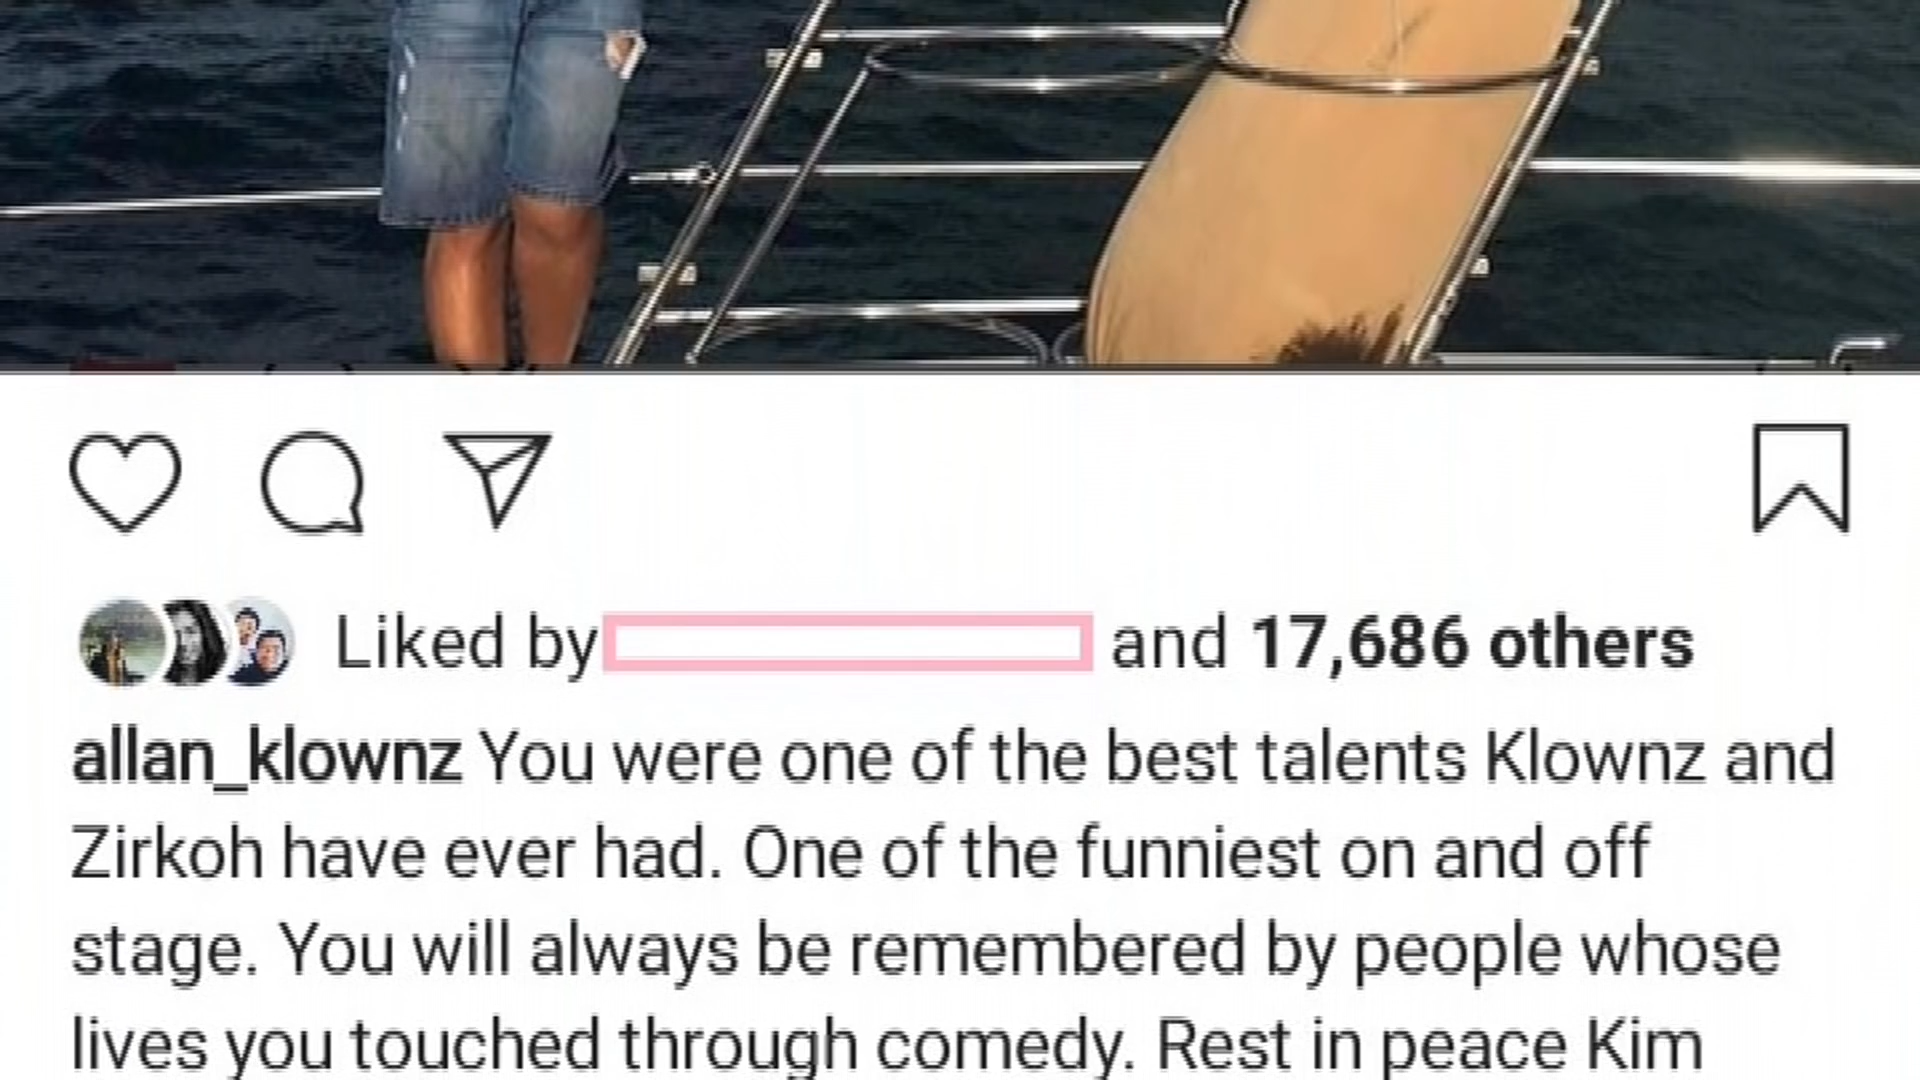 Liked by and 17,686 others
allan_klownz You were one of the best talents Klownz and
Zirkoh have ever had. One of the funniest on and off
stage. You will always be remembered by people whose
lives you touched through comedy. Rest in peace Kim